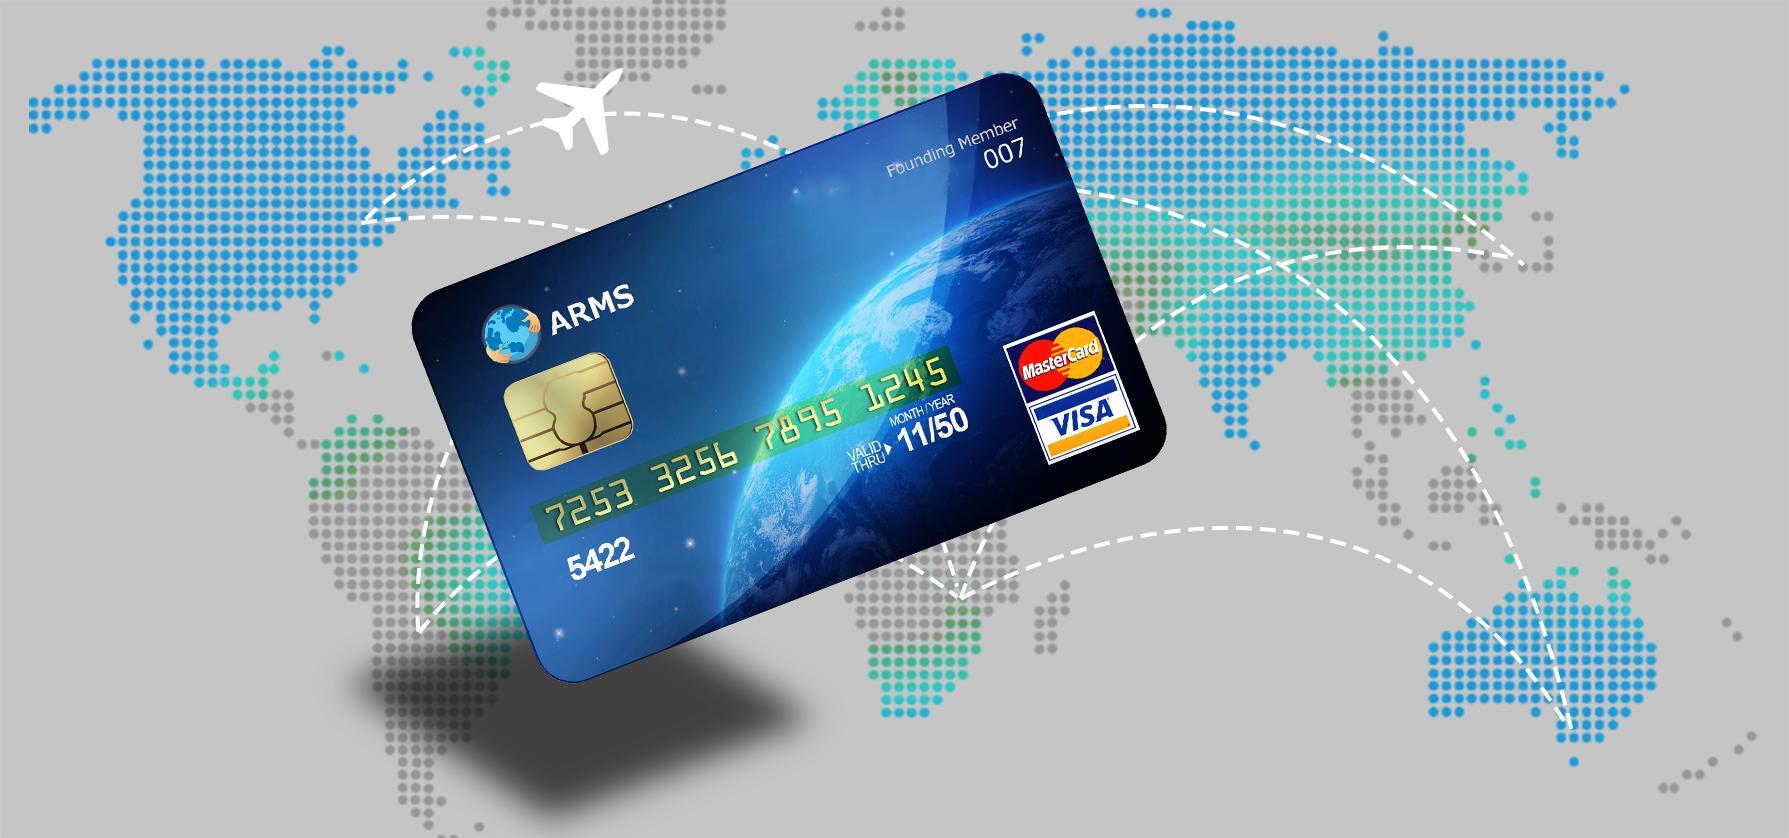 Founding Member
007
ARMS
MasterCard
VISA
7253 3256 7895 1245
MONTH/YEAR
VALID
THRU
11/50
5422